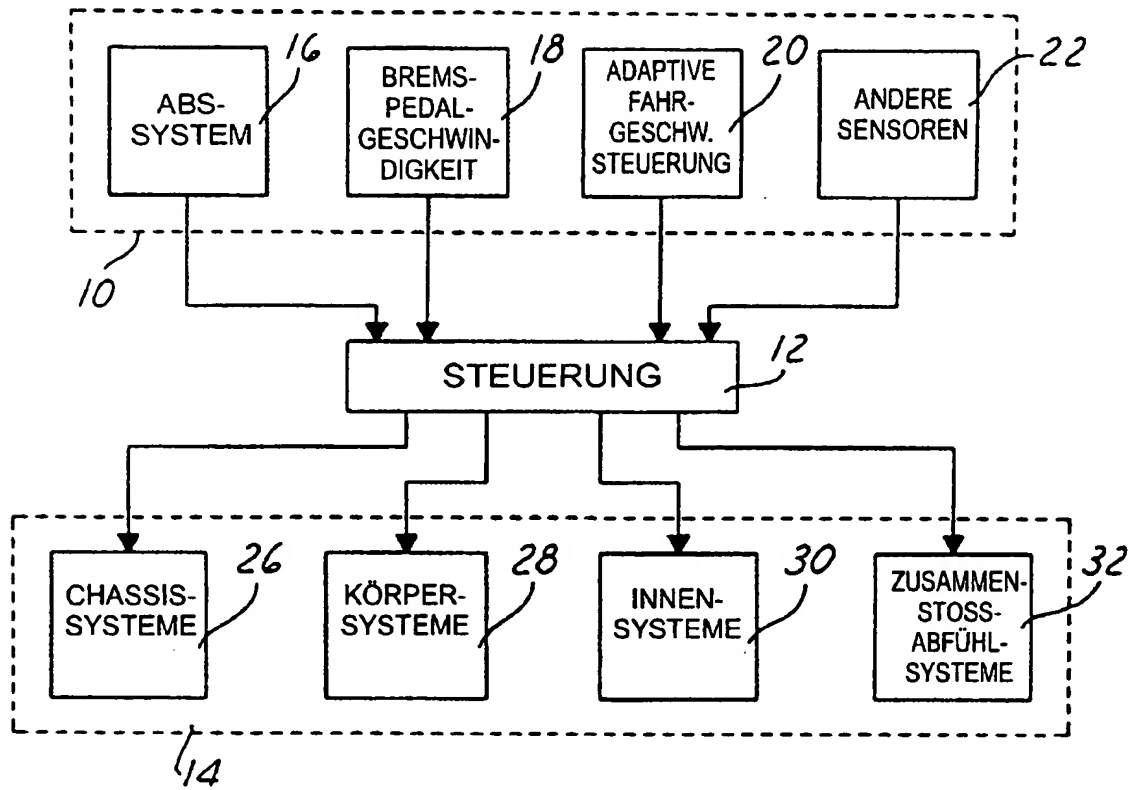 ABS-
SYSTEM
16
BREMS-
PEDAL-
GESCHWIN-
DIGKEIT
18
ADAPTIVE
FAHR-
GESCHW.
STEUERUNG
20
ANDERE
SENSOREN
22
10
STEUERUNG
12
CHASSIS-
SYSTEME
26
KÖRPER-
SYSTEME
28
INNEN-
SYSTEME
30
ZUSAMMEN-
STOSS-
ABFÜHL-
SYSTEME
32
14